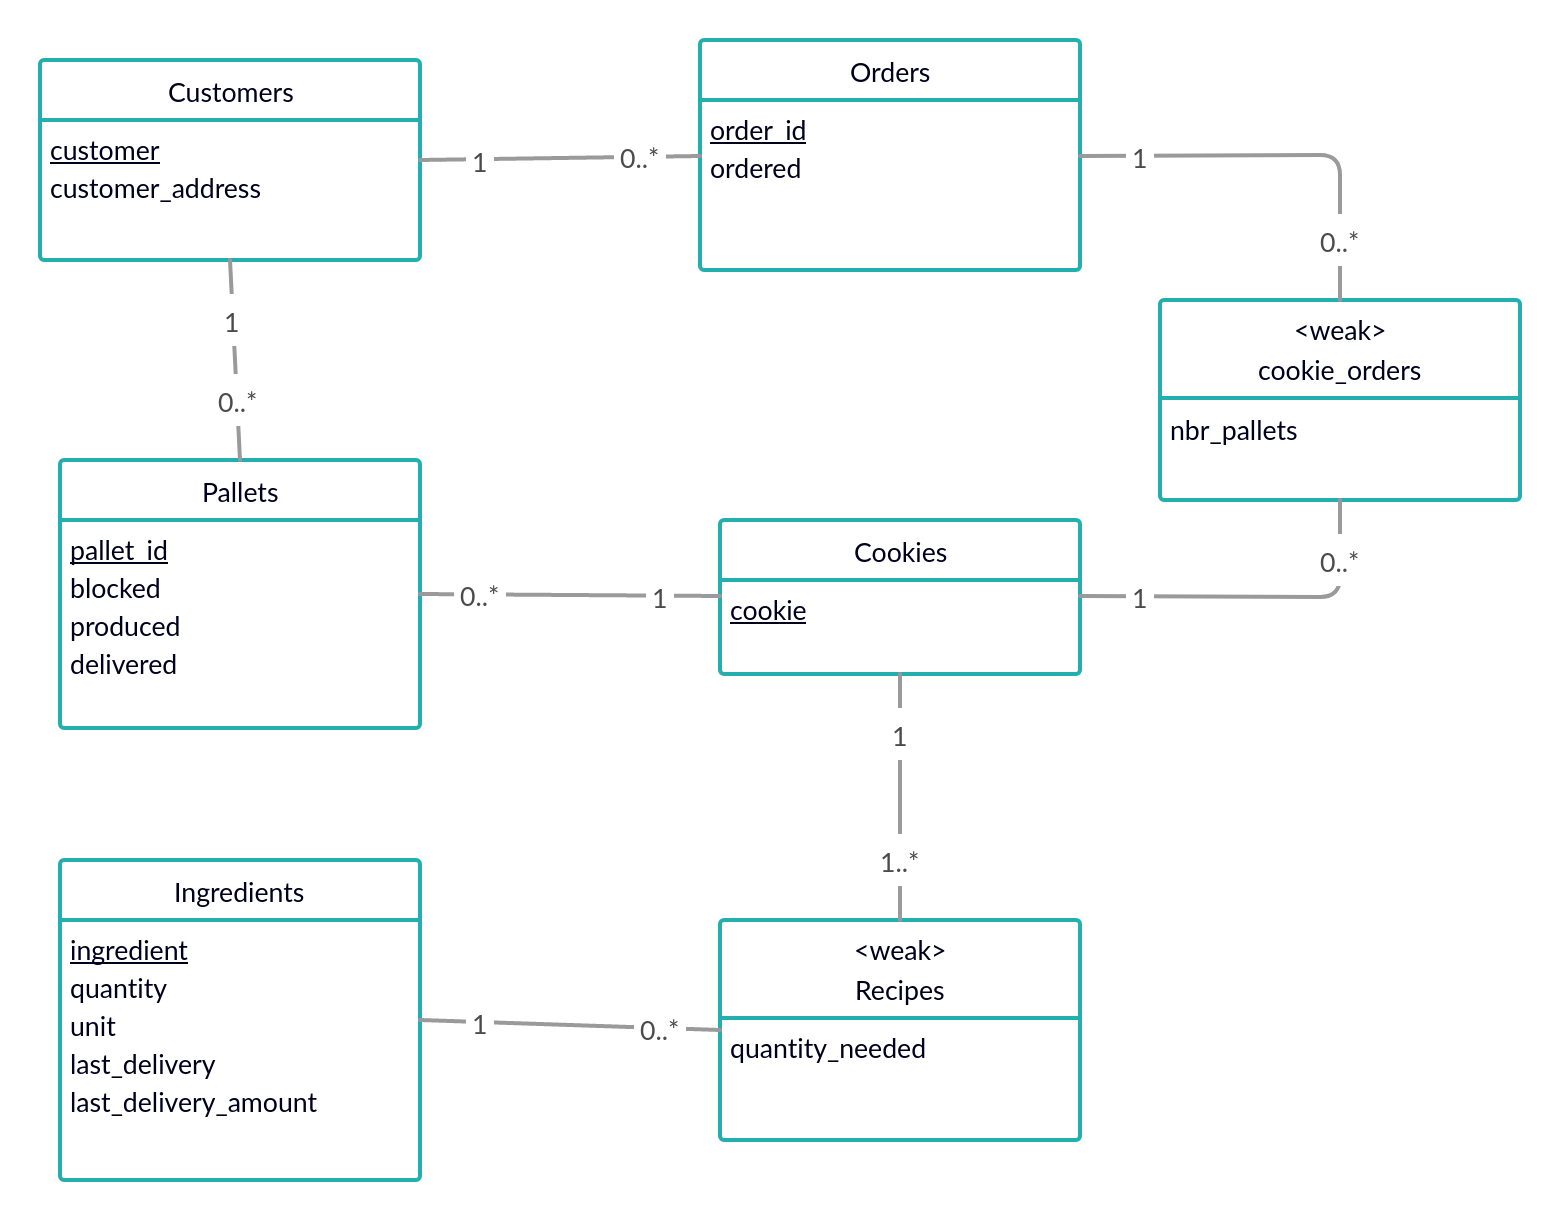 Customers
customer
customer_address
1
0..*
Orders
order_id
ordered
1
0..*
<weak>
cookie_orders
nbr_pallets
0..*
1
1
0..*
Pallets
pallet_id
blocked
produced
delivered
0..*
1
Cookies
cookie
1
1..*
Ingredients
ingredient
quantity
unit
last_delivery
last_delivery_amount
1
0..*
<weak>
Recipes
quantity_needed